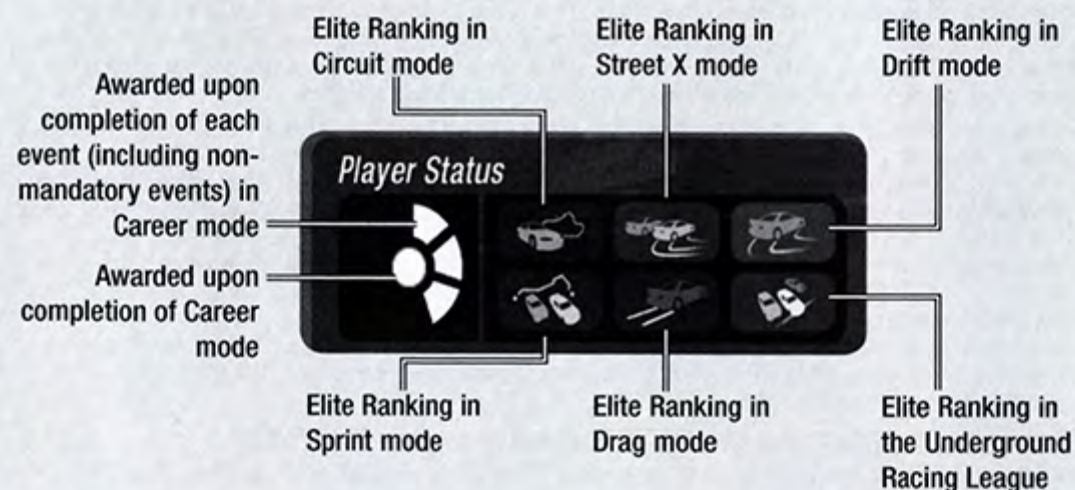 Elite Ranking in
Circuit mode
Elite Ranking in
Street X mode
Elite Ranking in
Drift mode
Awarded upon
completion of each
event (including non-
mandatory events) in
Career mode
Awarded upon
completion of Career
mode
Player Status
Elite Ranking in
Sprint mode
Elite Ranking in
Drag mode
Elite Ranking in
the Underground
Racing League